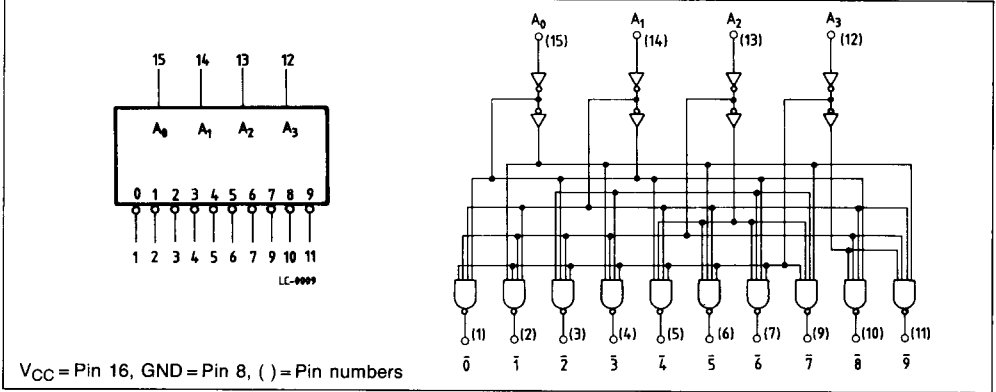 15 14 13 12
A₀ A₁ A₂ A₃
0 1 2 3 4 5 6 7 8 9
1 2 3 4 5 6 7 9 10 11
LC-0009
A₀ A₁ A₂ A₃
(15) (14) (13) (12)
(1) (2) (3) (4) (5) (6) (7) (9) (10) (11)
0̄ 1̄ 2̄ 3̄ 4̄ 5̄ 6̄ 7̄ 8̄ 9̄
V_CC = Pin 16, GND = Pin 8, ( ) = Pin numbers